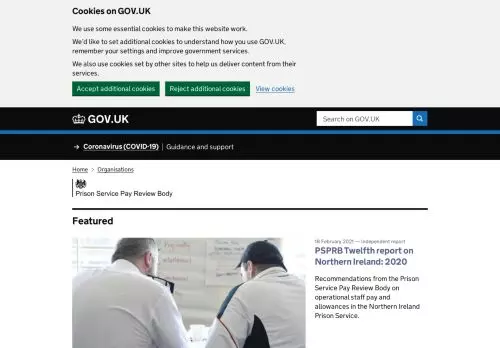 Cookies on GOV.UK
We use some essential cookies to make this website work.
We'd like to set additional cookies to understand how you use GOV.UK,
remember your settings and improve government services.
We also use cookies set by other sites to help us deliver content from their
services.
Accept additional cookies Reject additional cookies View cookies
GOV.UK Search on GOV.UK
→ Coronavirus (COVID-19) | Guidance and support
Home > Organisations
Prison Service Pay Review Body
Featured
18 February 2021 — Independent report
PSPRB Twelfth report on
Northern Ireland: 2020
Recommendations from the Prison
Service Pay Review Body on
operational staff pay and
allowances in the Northern Ireland
Prison Service.